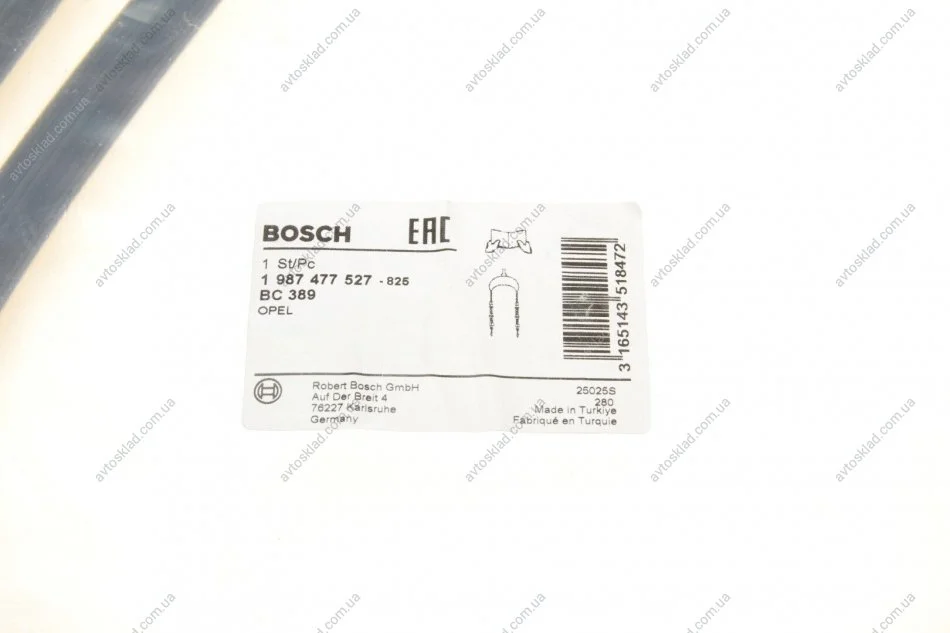 BOSCH EAC
1 St/Pc
1 987 477 527 - 825
BC 389
OPEL
3 165143 518472
Robert Bosch GmbH
Auf Der Breit 4
76227 Karlsruhe
Germany
25025S
280
Made in Turkiye
Fabriqué en Turquie
avtosklad.com.ua